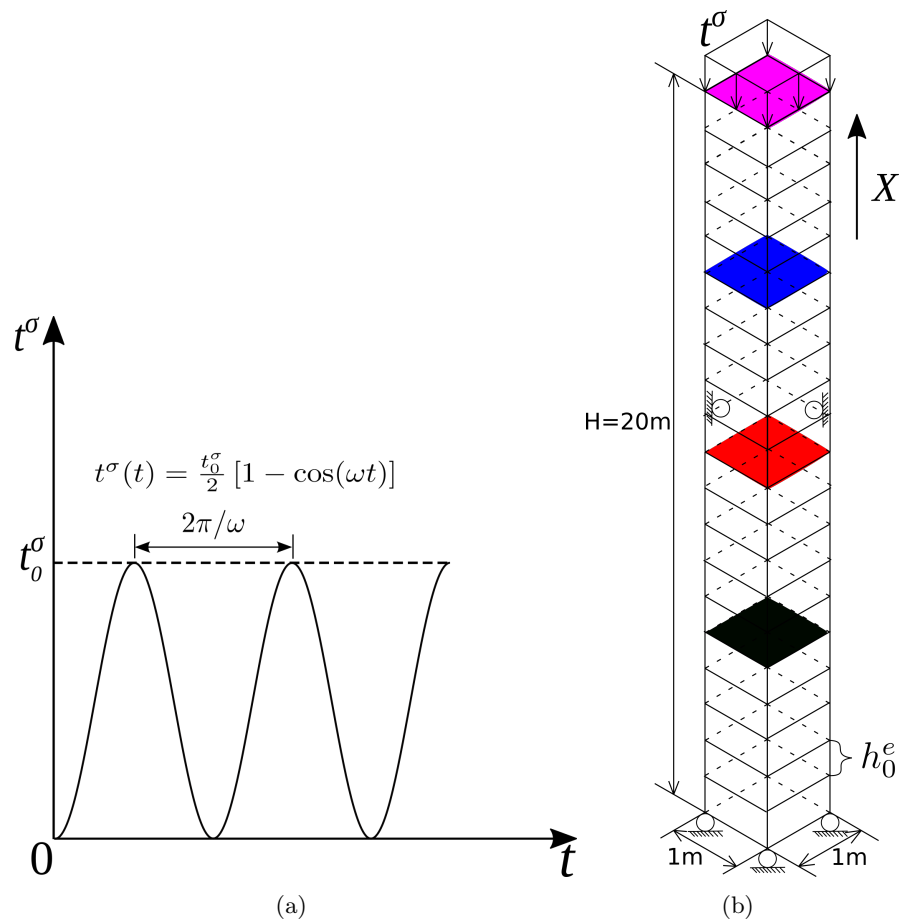 t^σ
t^σ(t) = t_0^σ/2 [1 − cos(ωt)]
2π/ω
t_0^σ
0
t
(a)
t^σ
X
H=20m
h_0^e
1m
1m
(b)